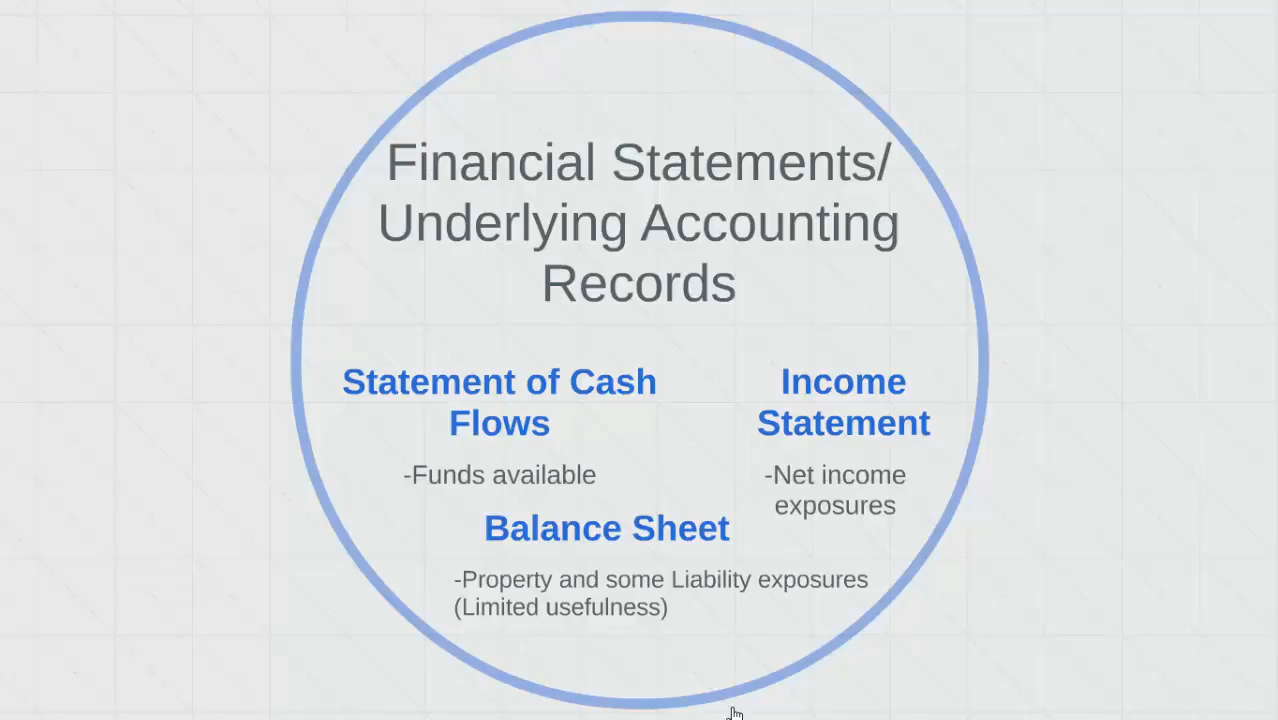 Financial Statements/
Underlying Accounting
Records
Statement of Cash
Flows
-Funds available
Income
Statement
-Net income
exposures
Balance Sheet
-Property and some Liability exposures
(Limited usefulness)